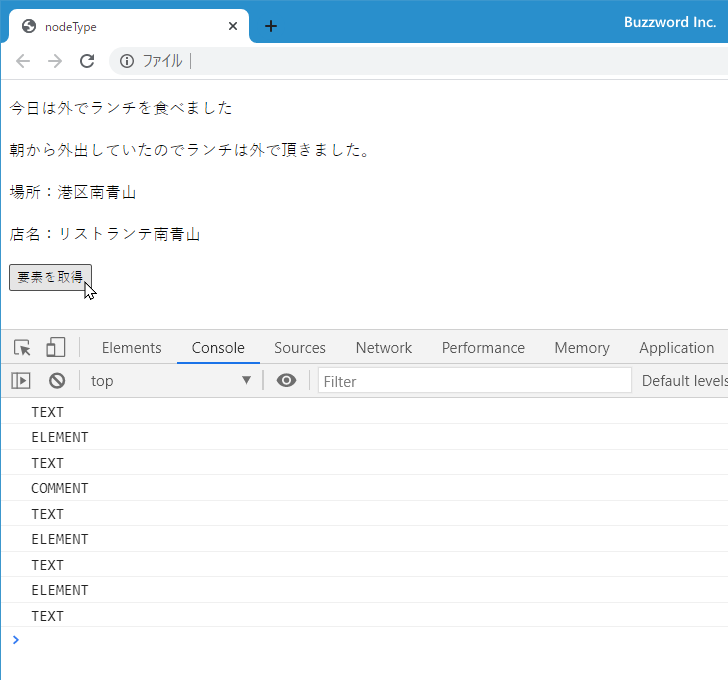 nodeType
Buzzword Inc.
ファイル
今日は外でランチを食べました
朝から外出していたのでランチは外で頂きました。
場所：港区南青山
店名：リストランテ南青山
要素を取得
Elements Console Sources Network Performance Memory Application
top Filter Default levels
TEXT
ELEMENT
TEXT
COMMENT
TEXT
ELEMENT
TEXT
ELEMENT
TEXT